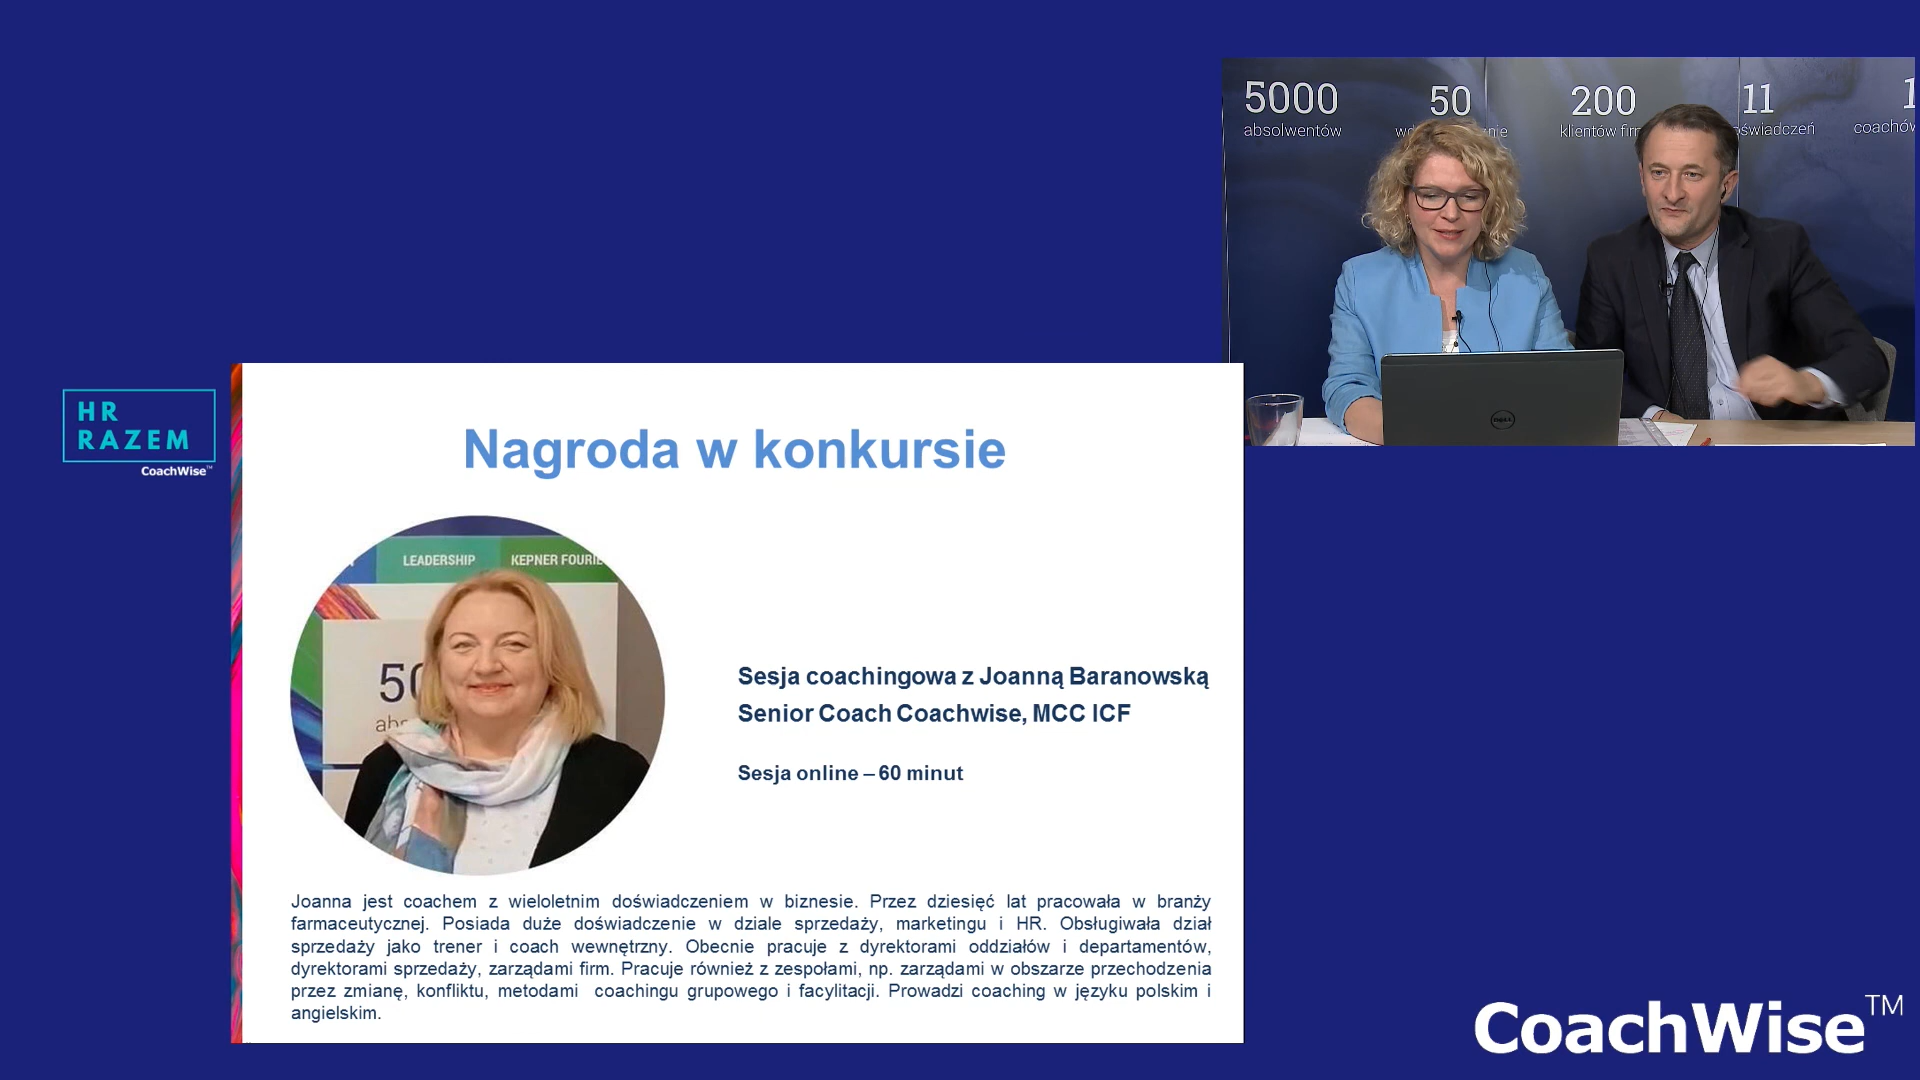 5000
absolwentów
50
200
klientów firm
11
HR
RAZEM
CoachWise™
Nagroda w konkursie
LEADERSHIP
KEPNER
Sesja coachingowa z Joanną Baranowską
Senior Coach Coachwise, MCC ICF
Sesja online – 60 minut
Joanna jest coachem z wieloletnim doświadczeniem w biznesie. Przez dziesięć lat pracowała w branży
farmaceutycznej. Posiada duże doświadczenie w dziale sprzedaży, marketingu i HR. Obsługiwała dział
sprzedaży jako trener i coach wewnętrzny. Obecnie pracuje z dyrektorami oddziałów i departamentów,
dyrektorami sprzedaży, zarządami firm. Pracuje również z zespołami, np. zarządami w obszarze przechodzenia
przez zmianę, konfliktu, metodami coachingu grupowego i facylitacji. Prowadzi coaching w języku polskim i
angielskim.
CoachWise™